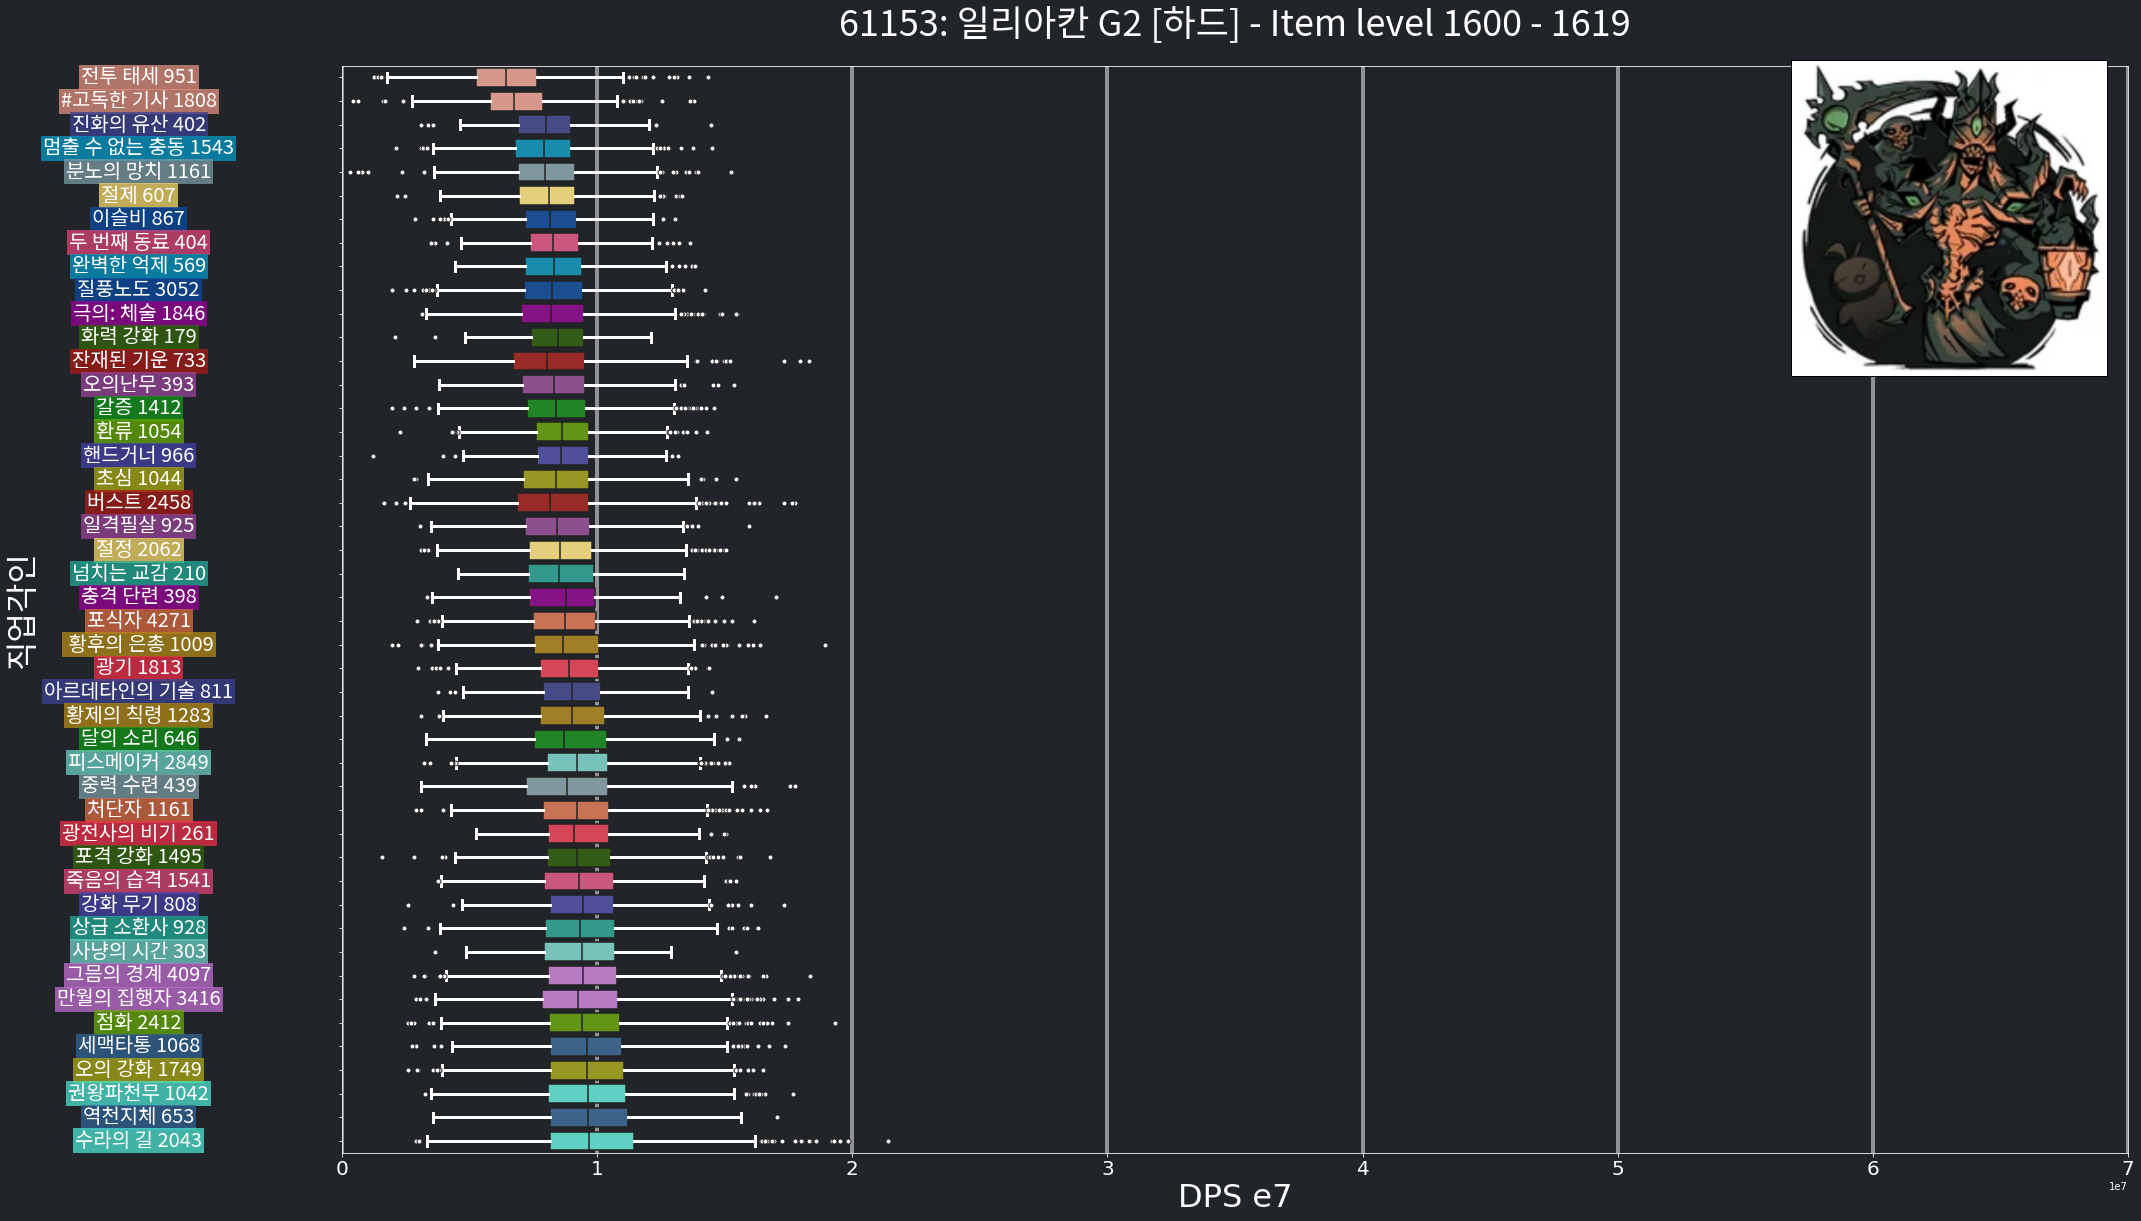 61153: 일리아칸 G2 [하드] - Item level 1600 - 1619
전투 태세 951
#고독한 기사 1808
진화의 유산 402
멈출 수 없는 충동 1543
분노의 망치 1161
절제 607
이슬비 867
두 번째 동료 404
완벽한 억제 569
질풍노도 3052
극의: 체술 1846
화력 강화 179
잔재된 기운 733
오의난무 393
갈증 1412
환류 1054
핸드거너 966
초심 1044
버스트 2458
일격필살 925
절정 2062
넘치는 교감 210
충격 단련 398
포식자 4271
황후의 은총 1009
광기 1813
아르데타인의 기술 811
황제의 칙령 1283
달의 소리 646
피스메이커 2849
중력 수련 439
처단자 1161
광전사의 비기 261
포격 강화 1495
죽음의 습격 1541
강화 무기 808
상급 소환사 928
사냥의 시간 303
그믐의 경계 4097
만월의 집행자 3416
점화 2412
세맥타통 1068
오의 강화 1749
권왕파천무 1042
역천지체 653
수라의 길 2043
직업각인
0 1 2 3 4 5 6 7
1e7
DPS e7